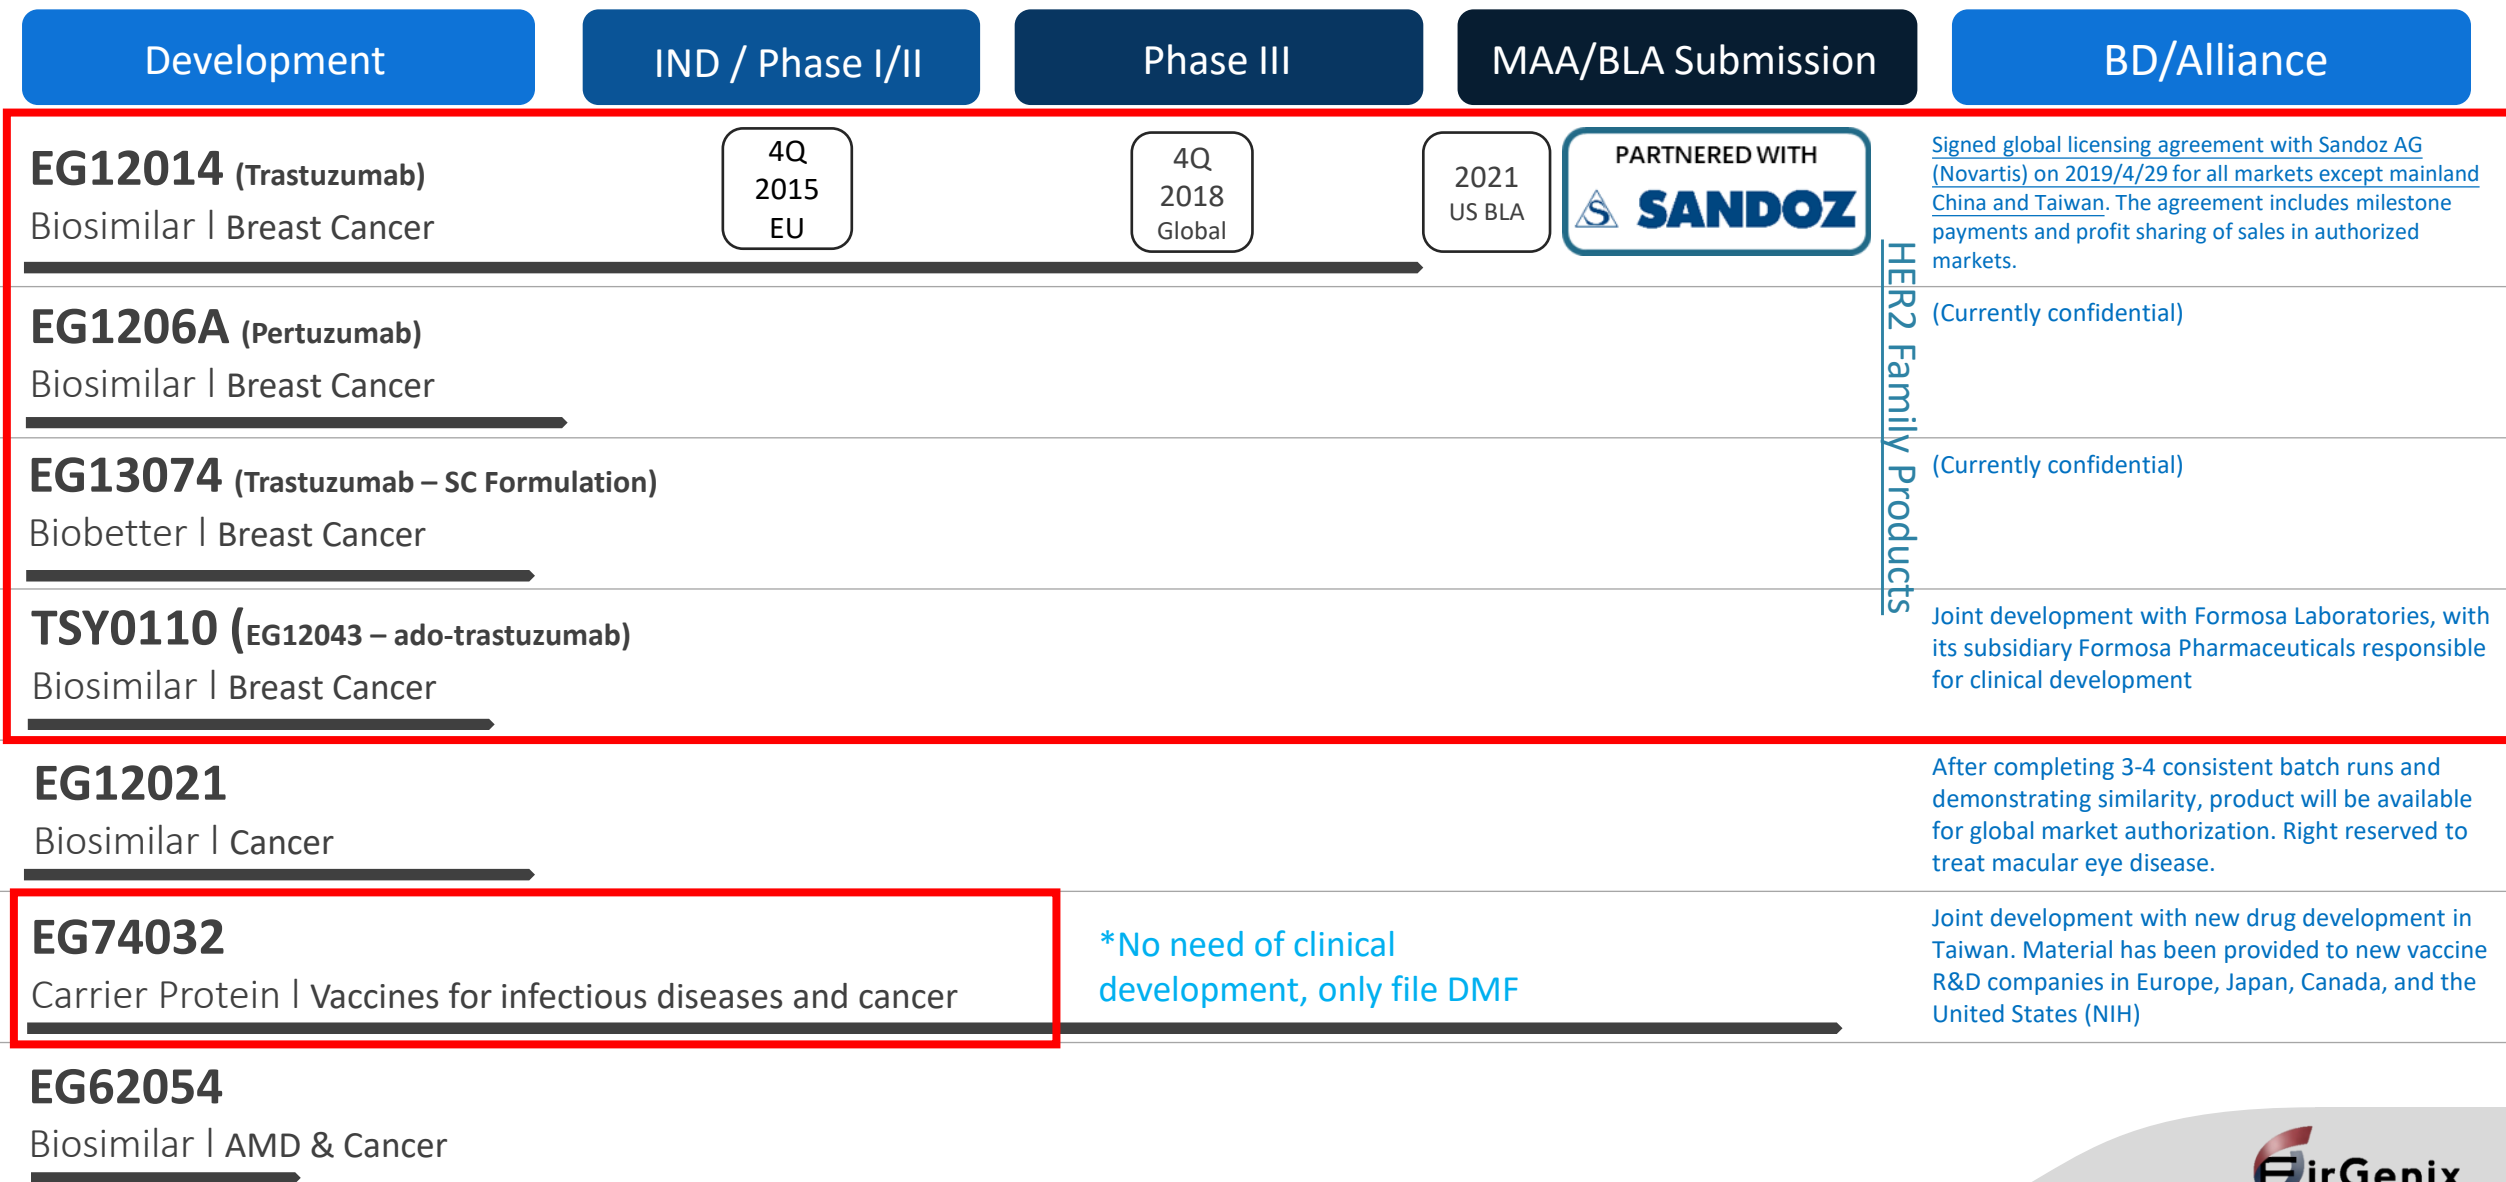 Development
IND / Phase I/II
Phase III
MAA/BLA Submission
BD/Alliance
EG12014 (Trastuzumab)
Biosimilar l Breast Cancer
4Q
2015
EU
4Q
2018
Global
2021
US BLA
PARTNERED WITH
SANDOZ
Signed global licensing agreement with Sandoz AG
(Novartis) on 2019/4/29 for all markets except mainland
China and Taiwan. The agreement includes milestone
payments and profit sharing of sales in authorized
markets.
HER2 Family Products
EG1206A (Pertuzumab)
Biosimilar l Breast Cancer
(Currently confidential)
EG13074 (Trastuzumab – SC Formulation)
Biobetter l Breast Cancer
(Currently confidential)
TSY0110 (EG12043 – ado-trastuzumab)
Biosimilar l Breast Cancer
Joint development with Formosa Laboratories, with
its subsidiary Formosa Pharmaceuticals responsible
for clinical development
EG12021
Biosimilar l Cancer
After completing 3-4 consistent batch runs and
demonstrating similarity, product will be available
for global market authorization. Right reserved to
treat macular eye disease.
EG74032
Carrier Protein l Vaccines for infectious diseases and cancer
*No need of clinical
development, only file DMF
Joint development with new drug development in
Taiwan. Material has been provided to new vaccine
R&D companies in Europe, Japan, Canada, and the
United States (NIH)
EG62054
Biosimilar l AMD & Cancer
EirGenix